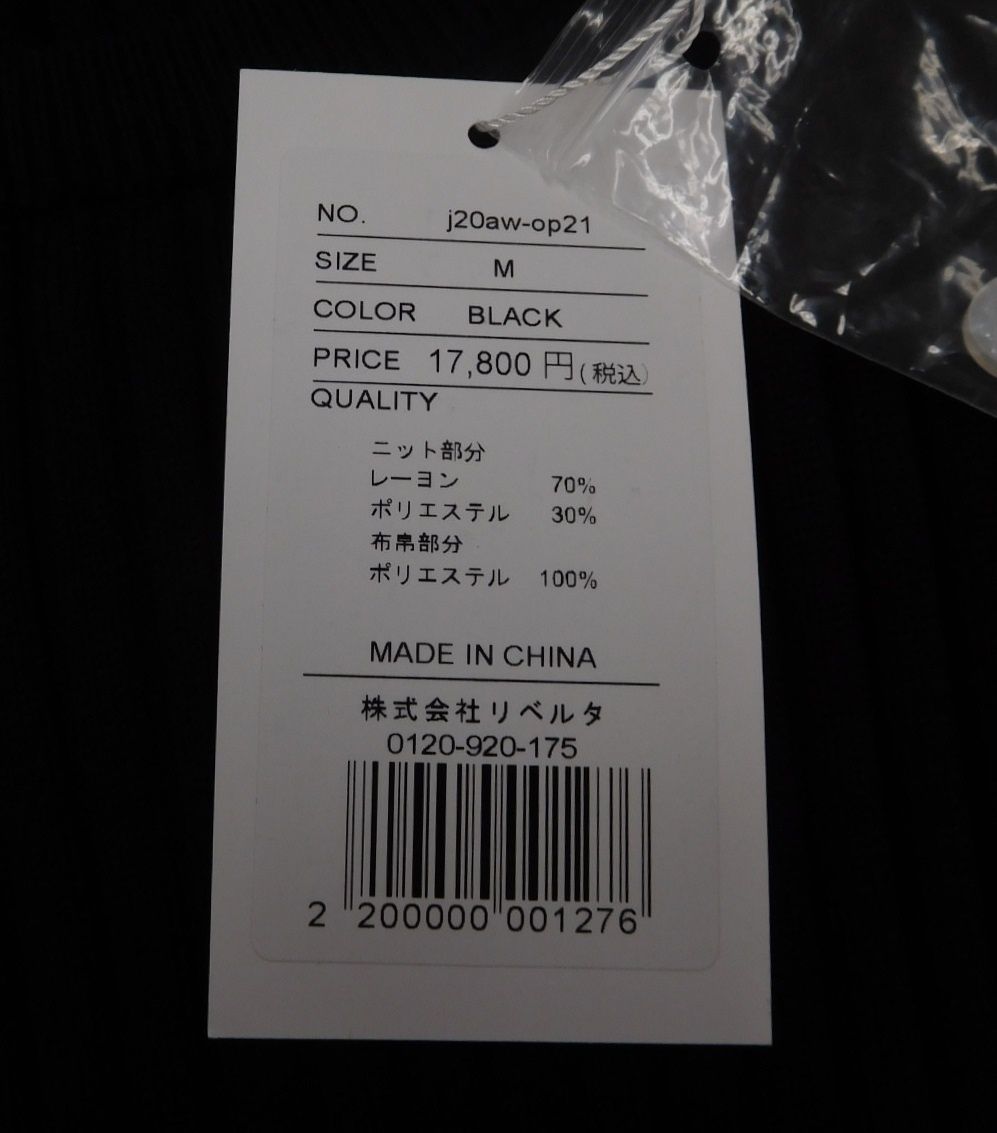 NO. j20aw-op21
SIZE M
COLOR BLACK
PRICE 17,800 円(税込)
QUALITY
ニット部分
レーヨン 70%
ポリエステル 30%
布帛部分
ポリエステル 100%
MADE IN CHINA
株式会社リベルタ
0120-920-175
2 200000 001276